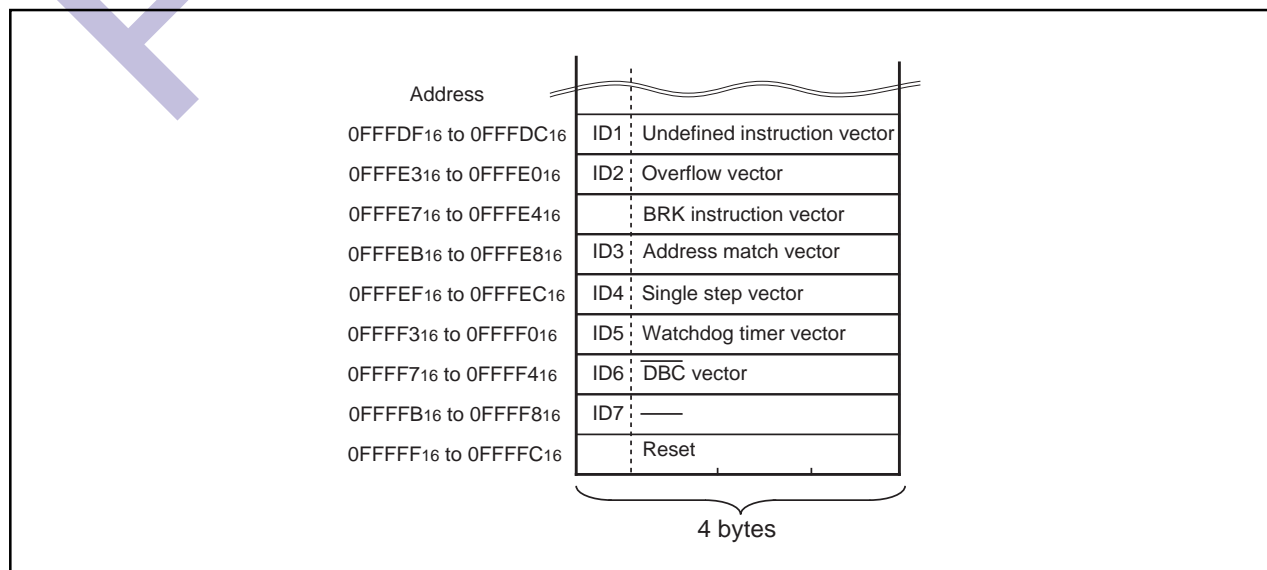 Address
0FFFDF16 to 0FFFDC16 ID1 Undefined instruction vector
0FFFE316 to 0FFFE016 ID2 Overflow vector
0FFFE716 to 0FFFE416 BRK instruction vector
0FFFEB16 to 0FFFE816 ID3 Address match vector
0FFFEF16 to 0FFFEC16 ID4 Single step vector
0FFFF316 to 0FFFF016 ID5 Watchdog timer vector
0FFFF716 to 0FFFF416 ID6 DBC vector
0FFFFB16 to 0FFFF816 ID7 —
0FFFFF16 to 0FFFFC16 Reset
4 bytes